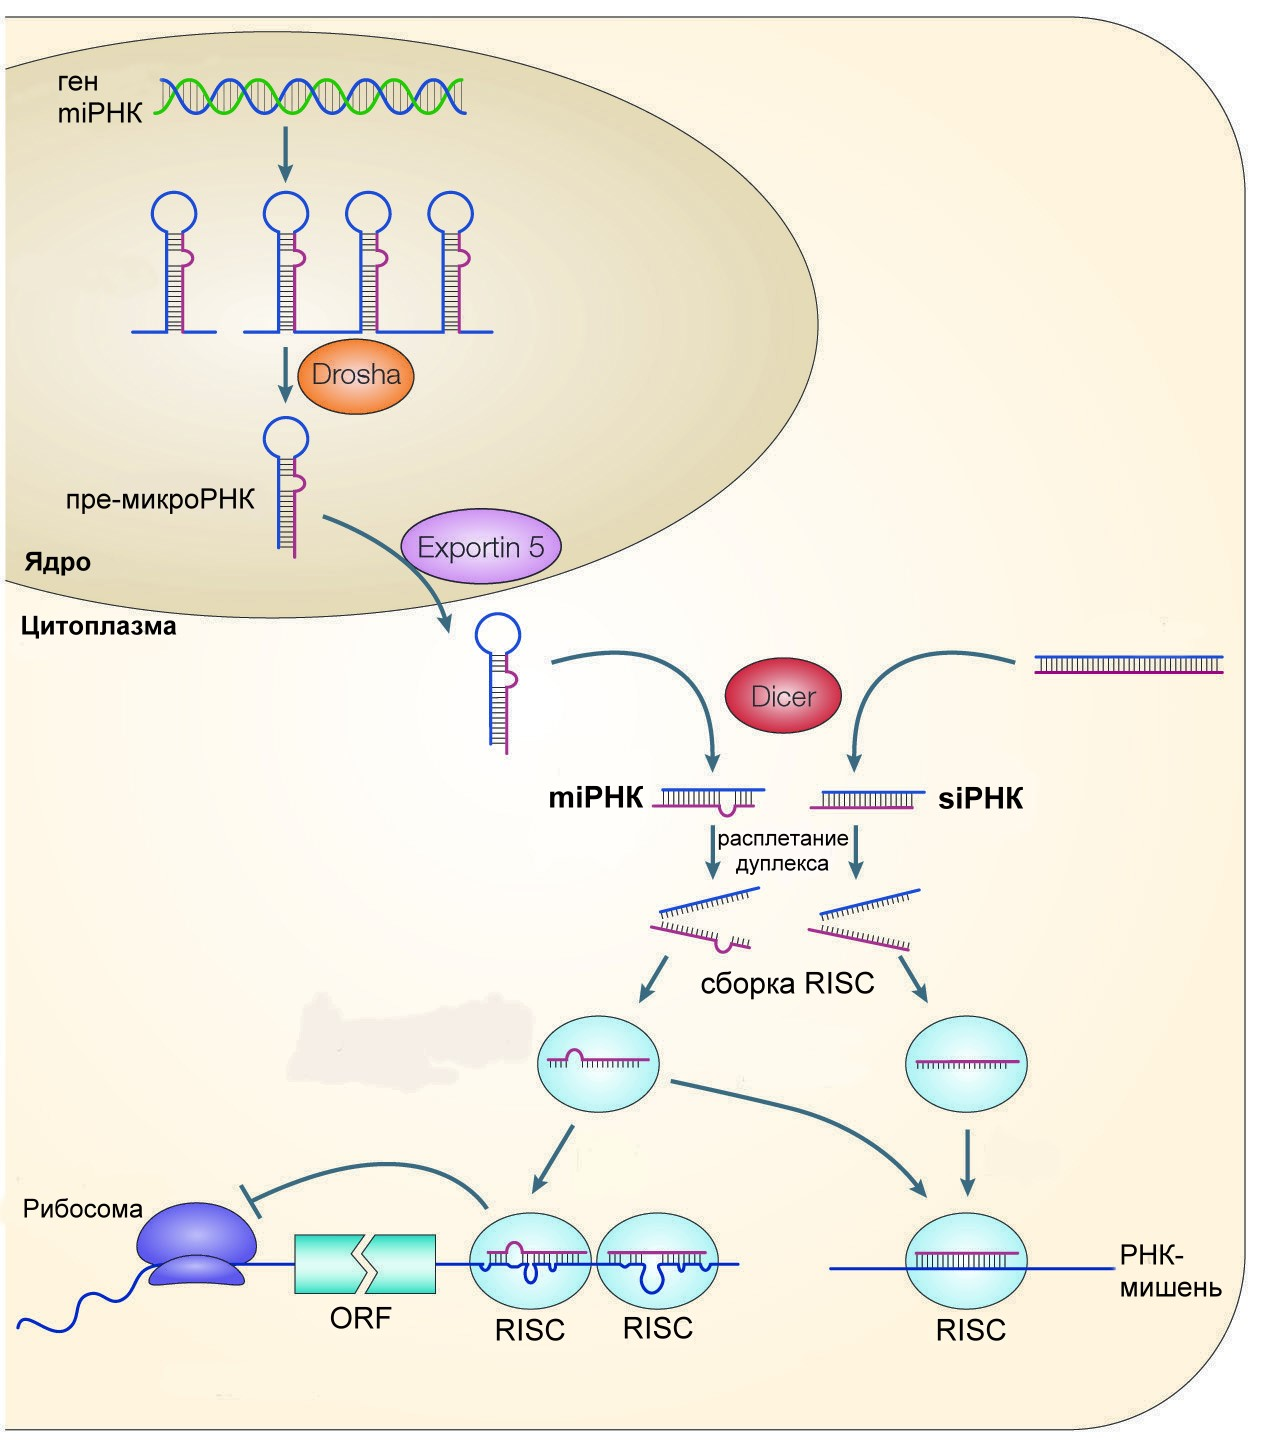 ген
miРНК
Drosha
пре-микроРНК
Exportin 5
Ядро
Цитоплазма
Dicer
miРНК
siРНК
расплетание
дуплекса
сборка RISC
Рибосома
ORF
RISC
RISC
RISC
РНК-
мишень